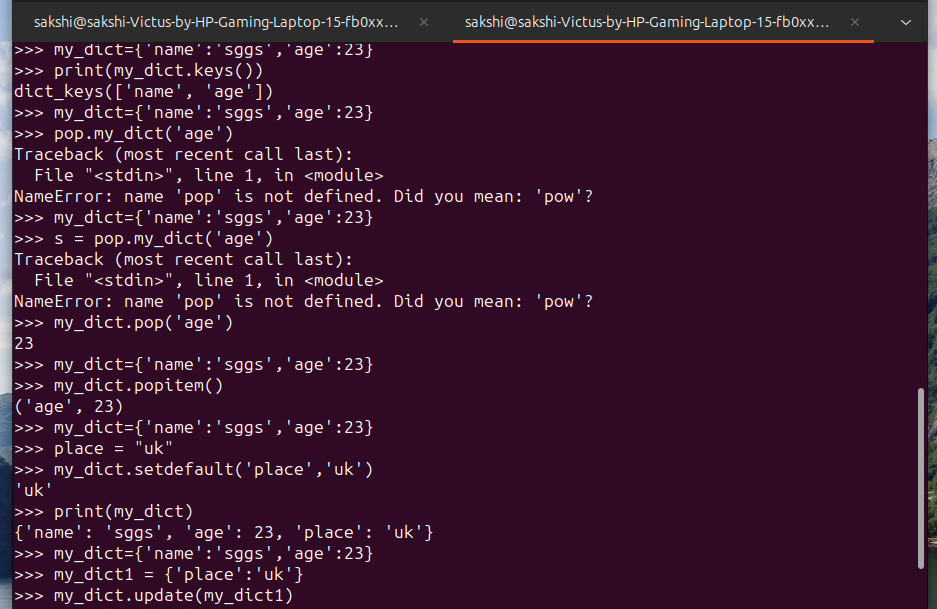 sakshi@sakshi-Victus-by-HP-Gaming-Laptop-15-fb0xx... ×
sakshi@sakshi-Victus-by-HP-Gaming-Laptop-15-fb0xx... ×
>>> my_dict={'name':'sggs','age':23}
>>> print(my_dict.keys())
dict_keys(['name', 'age'])
>>> my_dict={'name':'sggs','age':23}
>>> pop.my_dict('age')
Traceback (most recent call last):
  File "<stdin>", line 1, in <module>
NameError: name 'pop' is not defined. Did you mean: 'pow'?
>>> my_dict={'name':'sggs','age':23}
>>> s = pop.my_dict('age')
Traceback (most recent call last):
  File "<stdin>", line 1, in <module>
NameError: name 'pop' is not defined. Did you mean: 'pow'?
>>> my_dict.pop('age')
23
>>> my_dict={'name':'sggs','age':23}
>>> my_dict.popitem()
('age', 23)
>>> my_dict={'name':'sggs','age':23}
>>> place = "uk"
>>> my_dict.setdefault('place','uk')
'uk'
>>> print(my_dict)
{'name': 'sggs', 'age': 23, 'place': 'uk'}
>>> my_dict={'name':'sggs','age':23}
>>> my_dict1 = {'place':'uk'}
>>> my_dict.update(my_dict1)